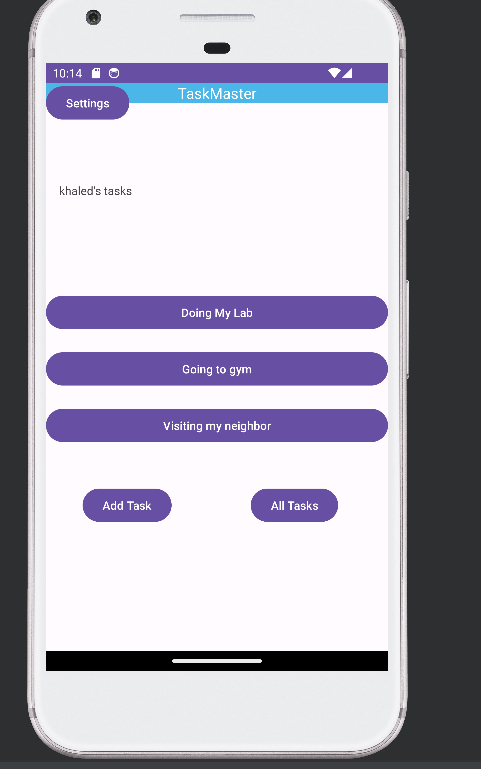 10:14
TaskMaster
Settings
khaled's tasks
Doing My Lab
Going to gym
Visiting my neighbor
Add Task
All Tasks